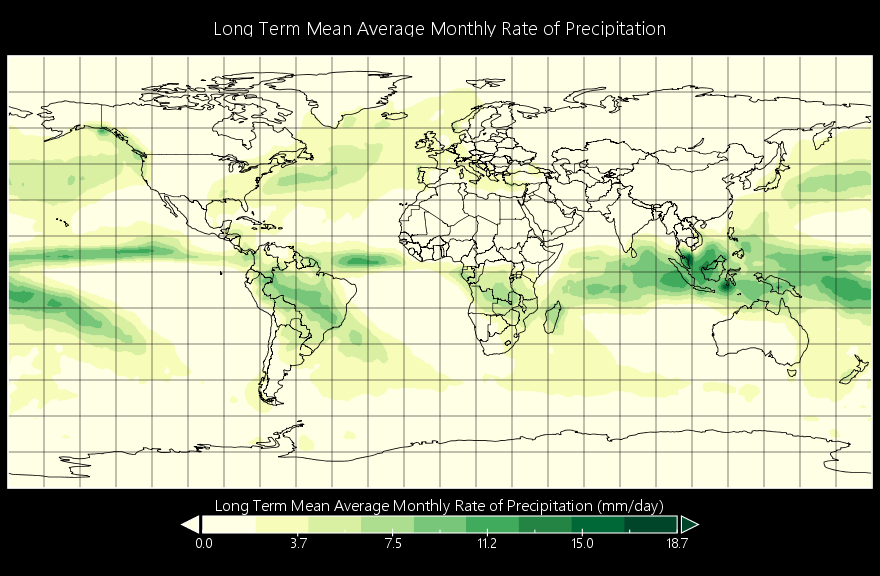 Long Term Mean Average Monthly Rate of Precipitation
Long Term Mean Average Monthly Rate of Precipitation (mm/day)
0.0 3.7 7.5 11.2 15.0 18.7